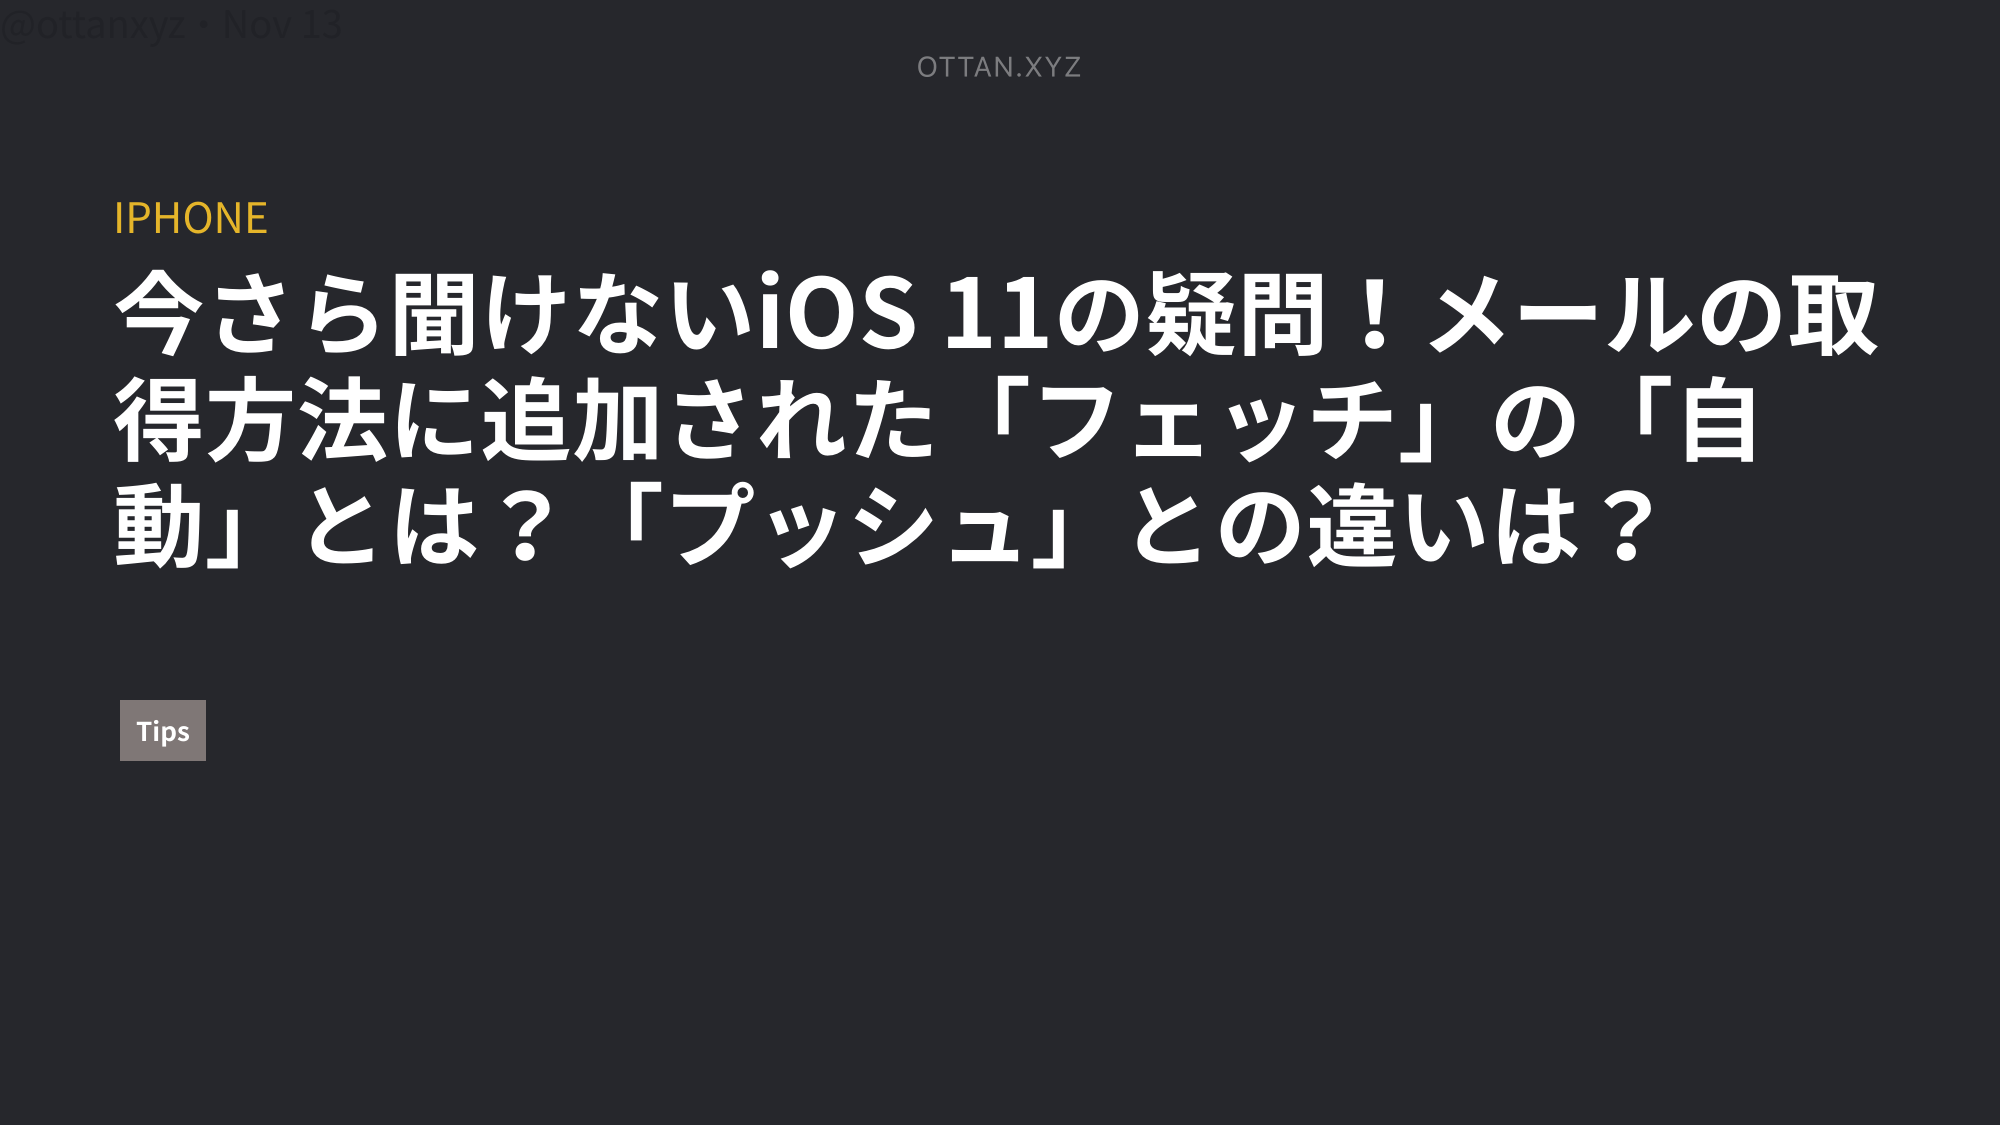 @ottanxyz・Nov 13
OTTAN.XYZ
IPHONE
今さら聞けないiOS 11の疑問！メールの取
得方法に追加された「フェッチ」の「自
動」とは？「プッシュ」との違いは？
Tips